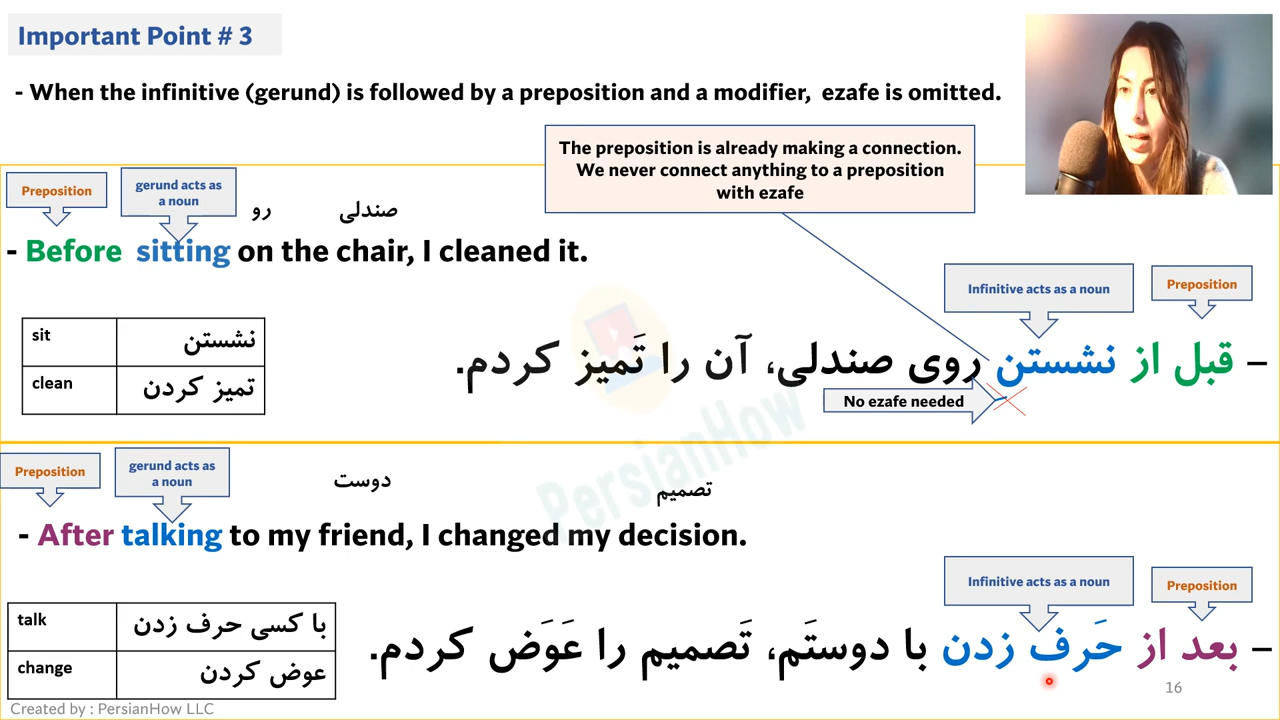 Important Point # 3
- When the infinitive (gerund) is followed by a preposition and a modifier,  ezafe is omitted.
The preposition is already making a connection.
We never connect anything to a preposition
with ezafe
Preposition
gerund acts as
a noun
رو
صندلی
- Before sitting on the chair, I cleaned it.
Infinitive acts as a noun
Preposition
sit
نشستن
clean
تمیز کردن
– قبل از نشستن روی صندلی، آن را تَمیز کردم.
No ezafe needed
Preposition
gerund acts as
a noun
دوست
تصمیم
- After talking to my friend, I changed my decision.
Infinitive acts as a noun
Preposition
talk
با کسی حرف زدن
change
عوض کردن
– بعد از حَرف زدن با دوستَم، تَصمیم را عَوَض کردم.
PersianHow
16
Created by : PersianHow LLC